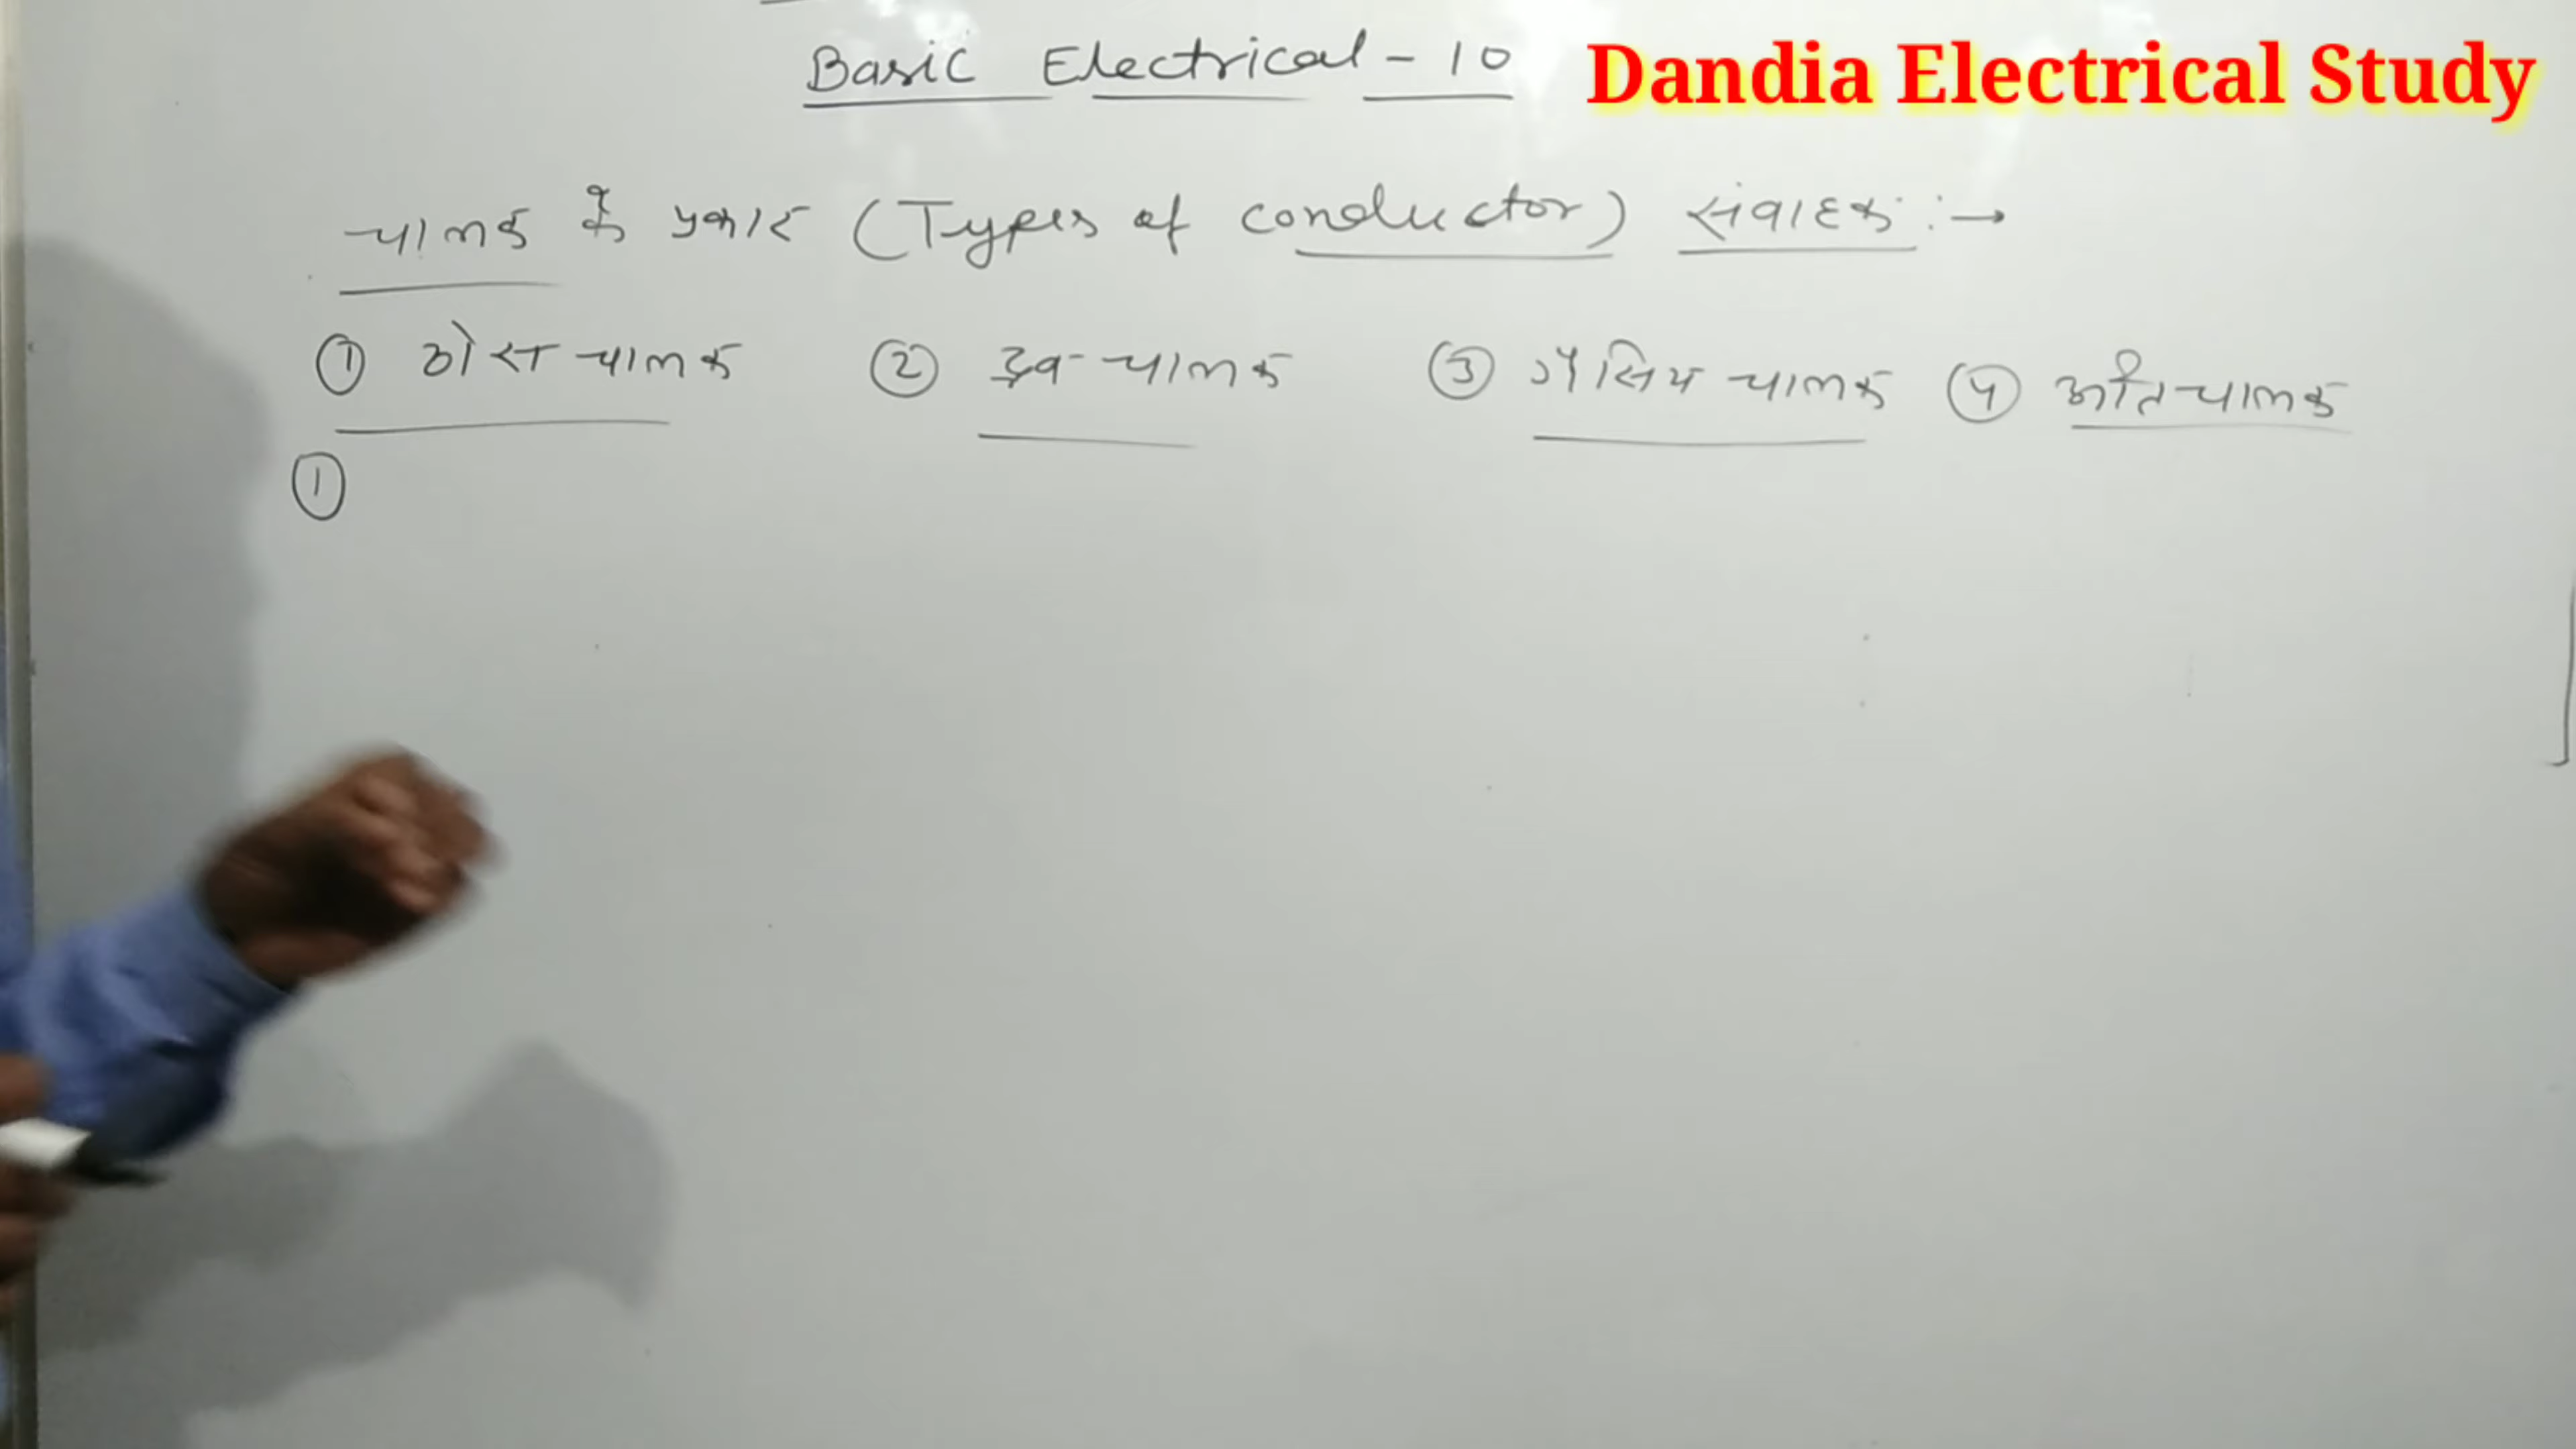 Basic Electrical - 10 Dandia Electrical Study
चालक के प्रकार (Types of conductor) संवाहक :→
① ठोस चालक ② द्रव चालक ③ गैसिय चालक ④ अति चालक
①